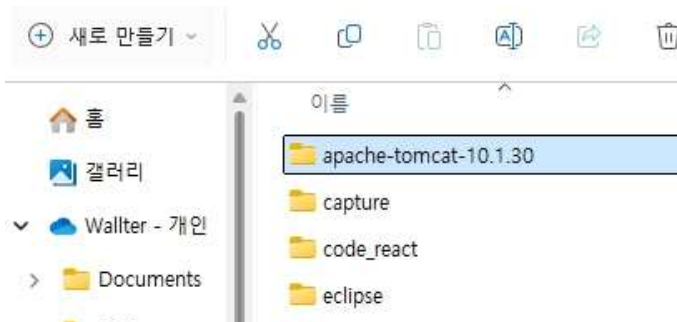 새로 만들기
홈
갤러리
Wallter - 개인
Documents
이름
apache-tomcat-10.1.30
capture
code_react
eclipse